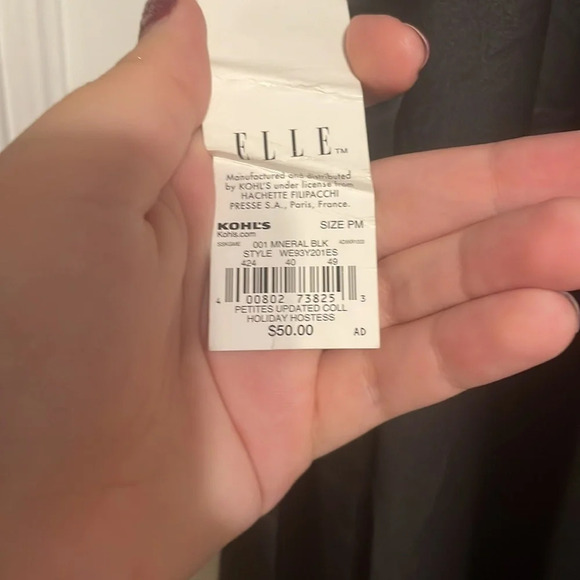 ELLE™
Manufactured and distributed
by KOHL'S under license from
HACHETTE FILIPACCHI
PRESSE S.A., Paris, France.
KOHL'S SIZE PM
Kohls.com
001 MNERAL BLK
STYLE WE93Y201ES
424 40 49
4 00802 73825 3
PETITES UPDATED COLL
HOLIDAY HOSTESS
$50.00 AD